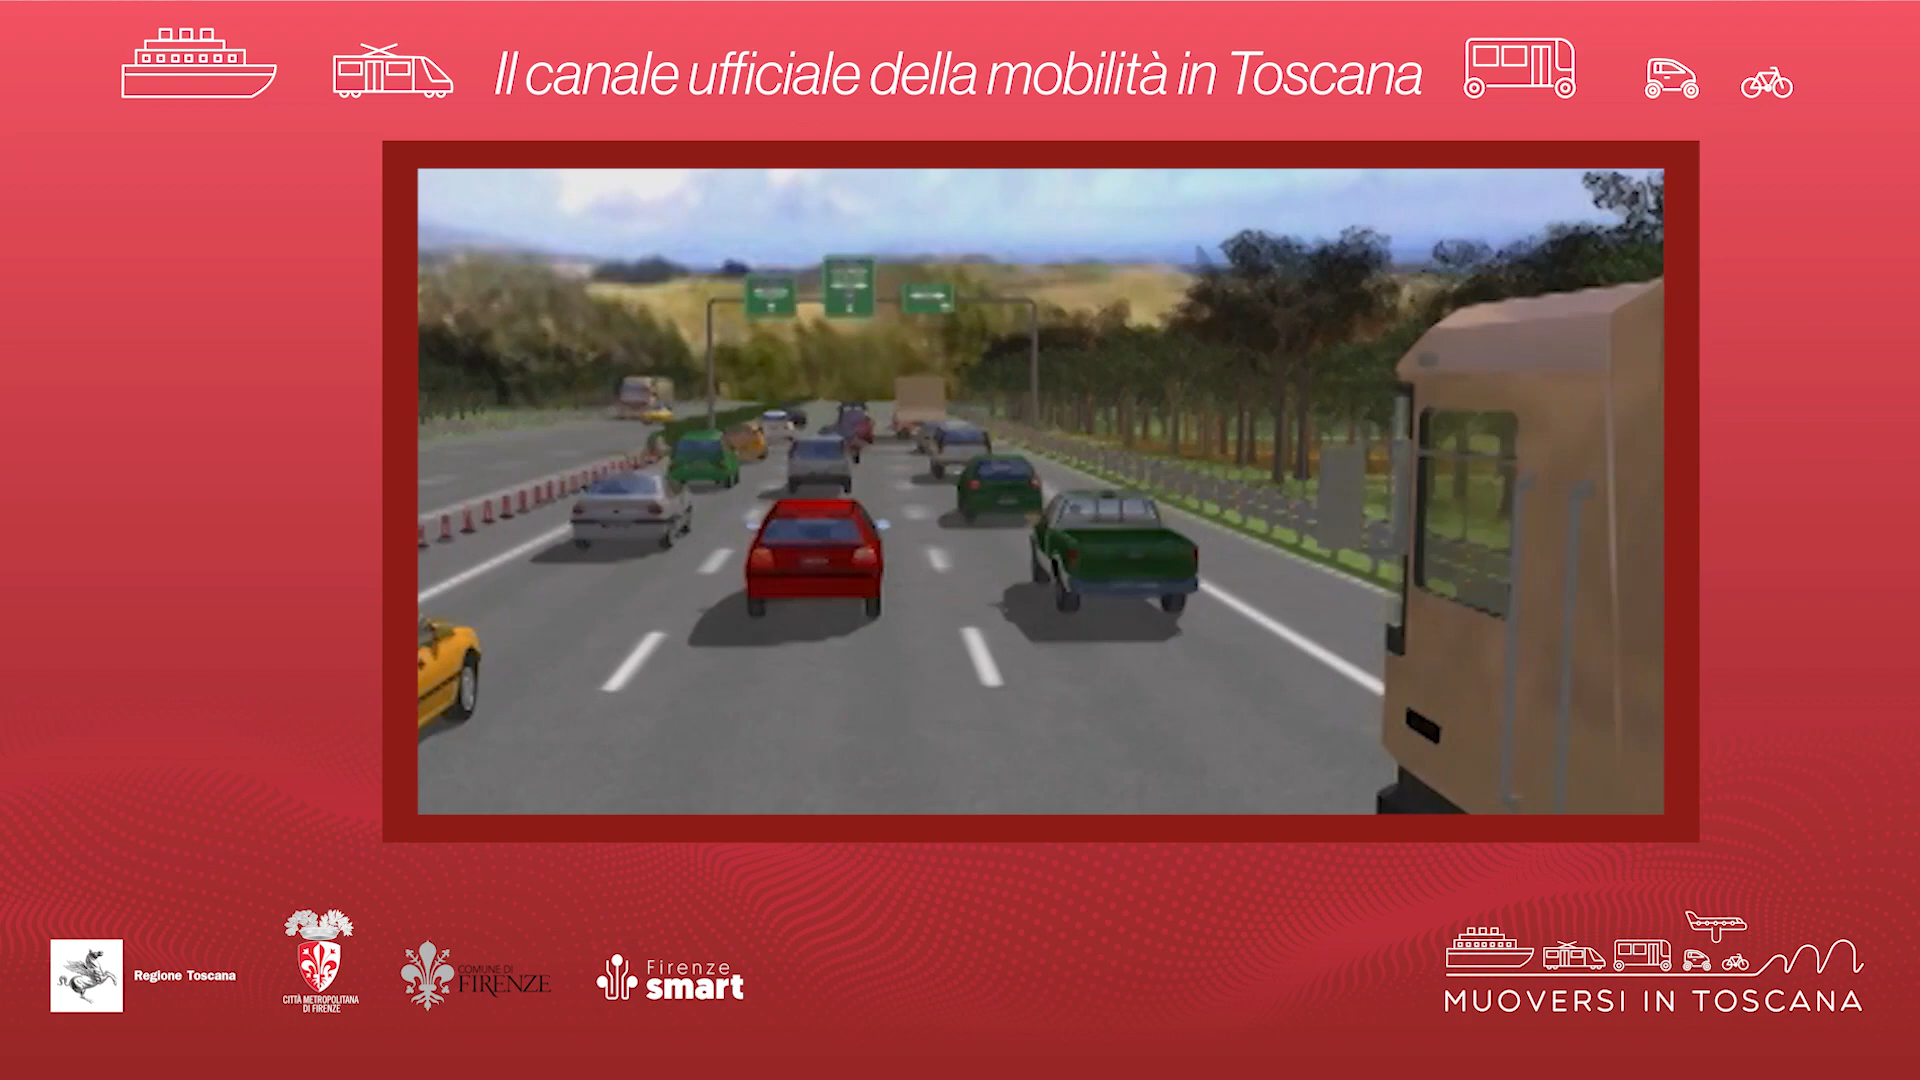 Il canale ufficiale della mobilità in Toscana
Regione Toscana
CITTÀ METROPOLITANA
DI FIRENZE
COMUNE DI
FIRENZE
Firenze
smart
MUOVERSI IN TOSCANA